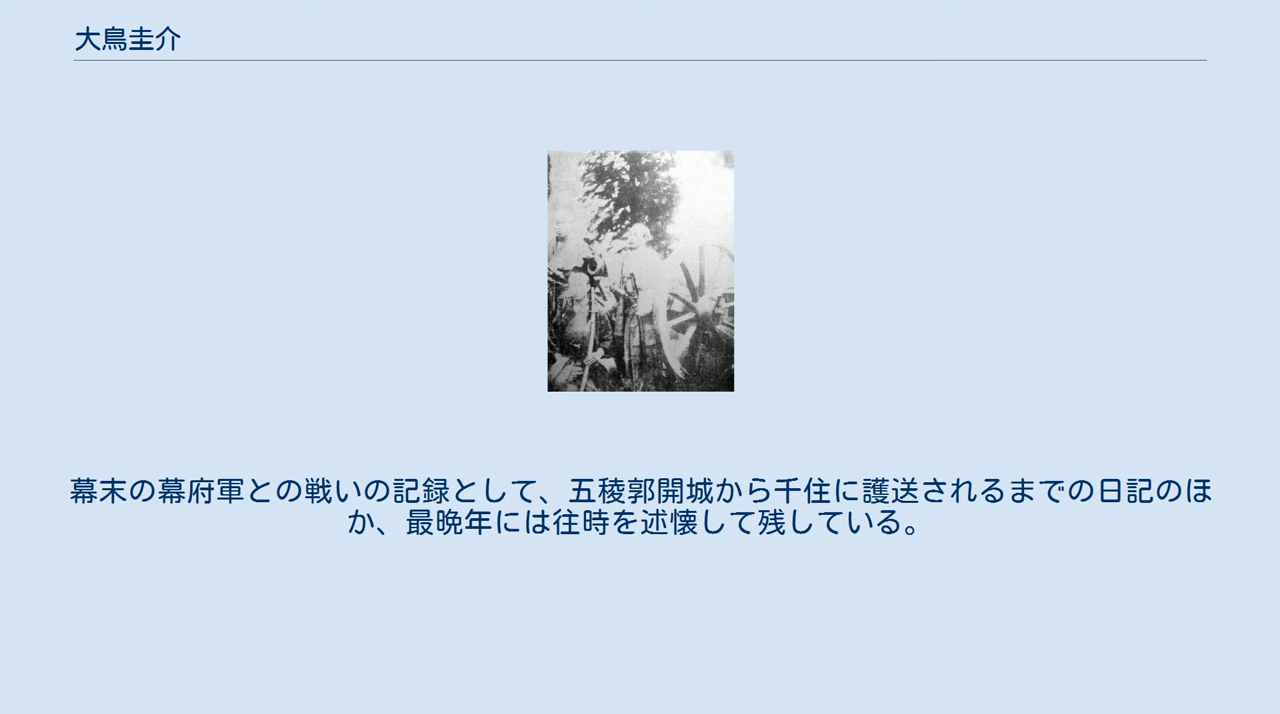 大鳥圭介
幕末の幕府軍との戦いの記録として、五稜郭開城から千住に護送されるまでの日記のほ
か、最晩年には往時を述懐して残している。